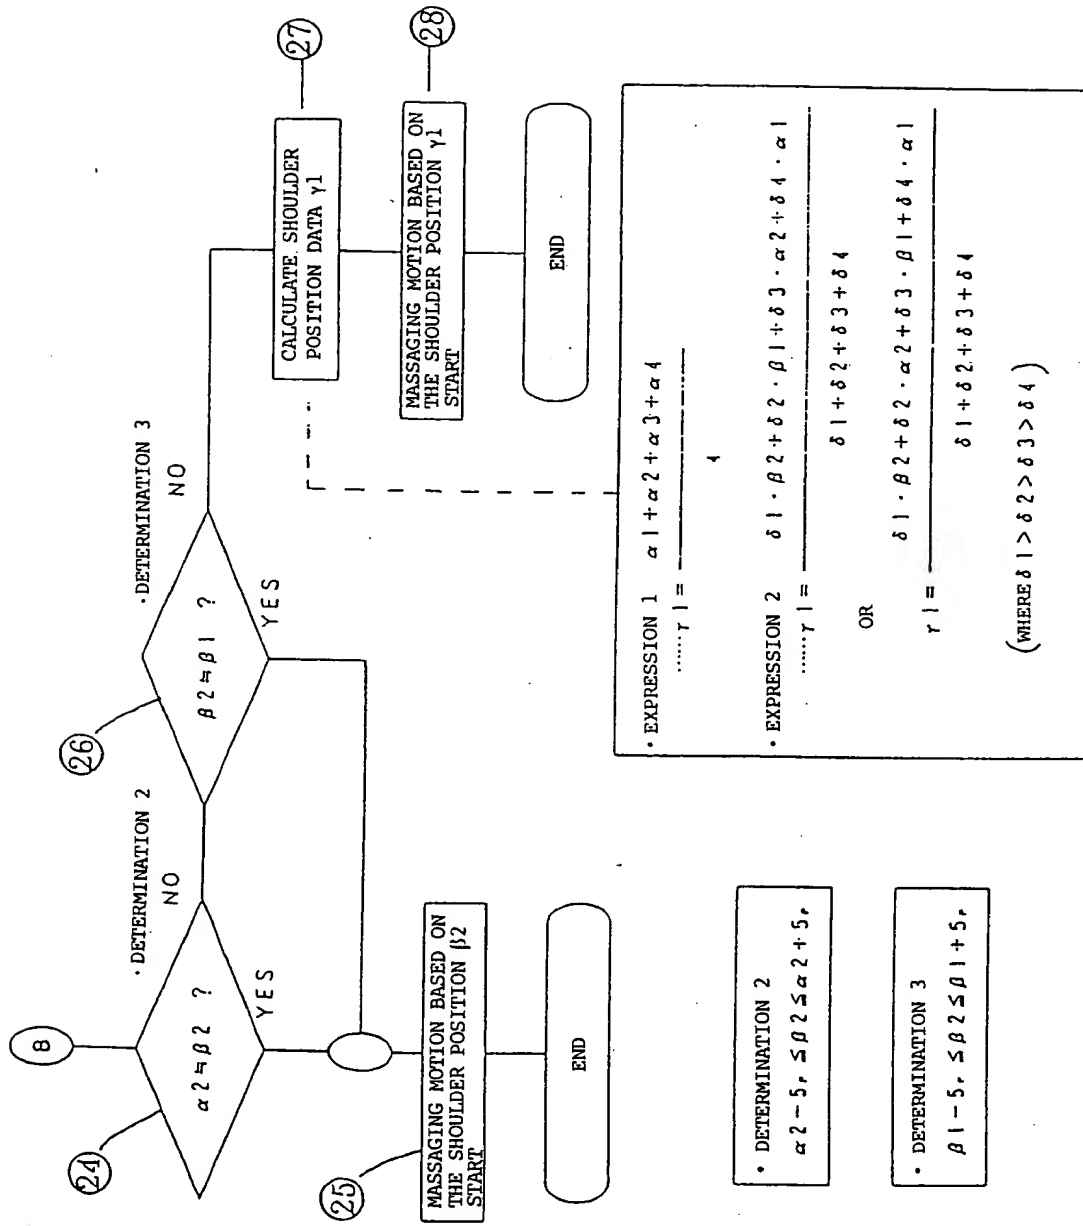 B
24
α2≒β2 ?
·DETERMINATION 2
NO
YES
26
β2≒β1 ?
·DETERMINATION 3
NO
YES
25
MASSAGING MOTION BASED ON
THE SHOULDER POSITION β2
START
END
27
CALCULATE SHOULDER
POSITION DATA γ1
28
MASSAGING MOTION BASED ON
THE SHOULDER POSITION γ1
START
END
· DETERMINATION 2
α2-5r ≤β2≤α2+5r
· DETERMINATION 3
β1-5r ≤β2≤β1+5r
· EXPRESSION 1 α1+α2+α3+α4
······γ1=
4
· EXPRESSION 2 δ1·β2+δ2·β1+δ3·α2+δ4·α1
······γ1=
δ1+δ2+δ3+δ4
OR
δ1·β2+δ2·α2+δ3·β1+δ4·α1
γ1=
δ1+δ2+δ3+δ4
(WHERE δ1>δ2>δ3>δ4)